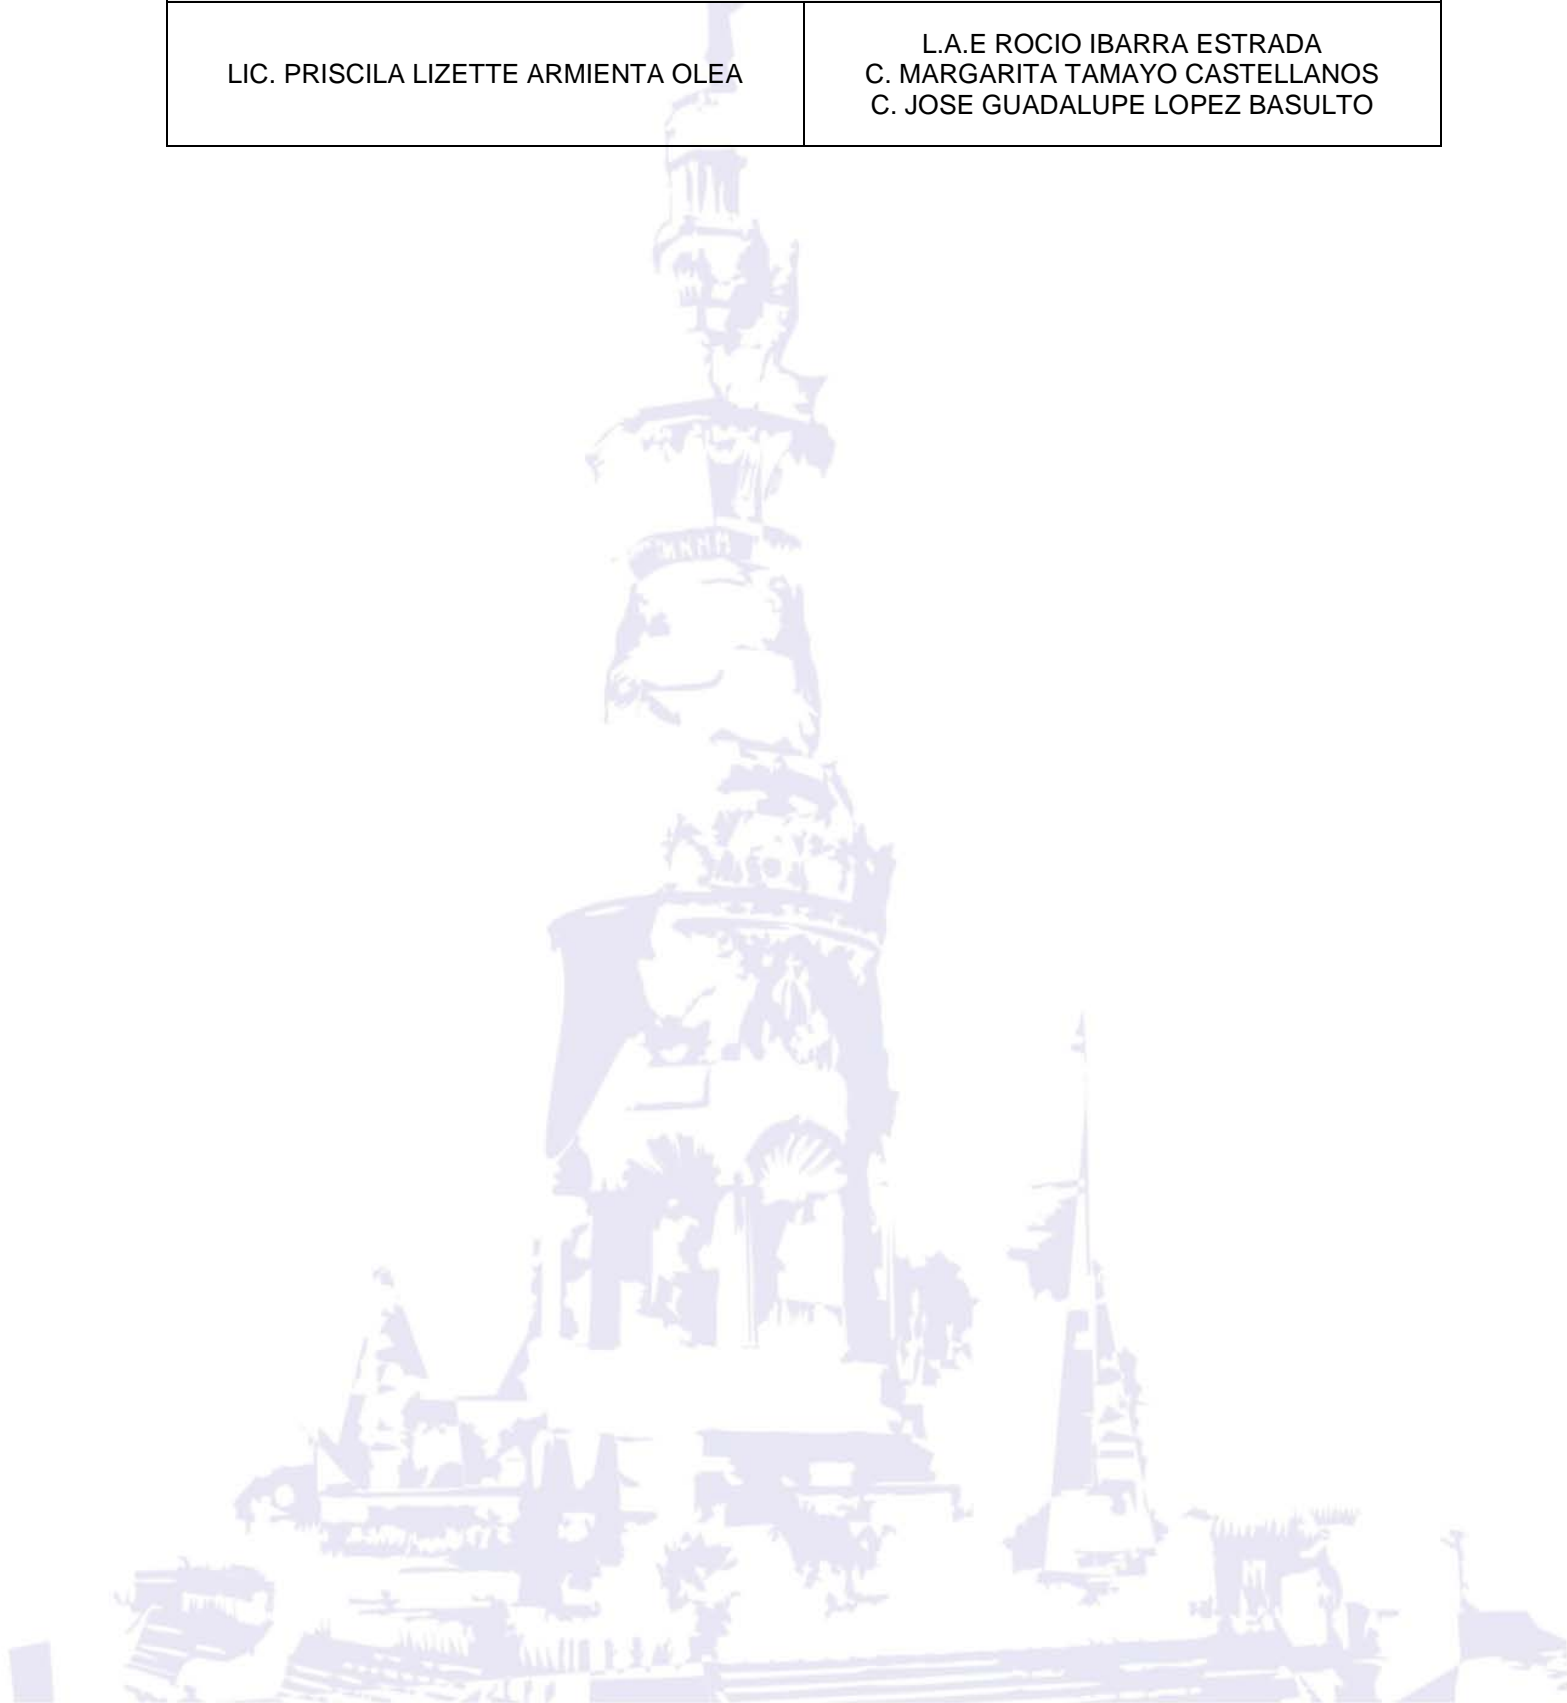 LIC. PRISCILA LIZETTE ARMIENTA OLEA
L.A.E ROCIO IBARRA ESTRADA
C. MARGARITA TAMAYO CASTELLANOS
C. JOSE GUADALUPE LOPEZ BASULTO